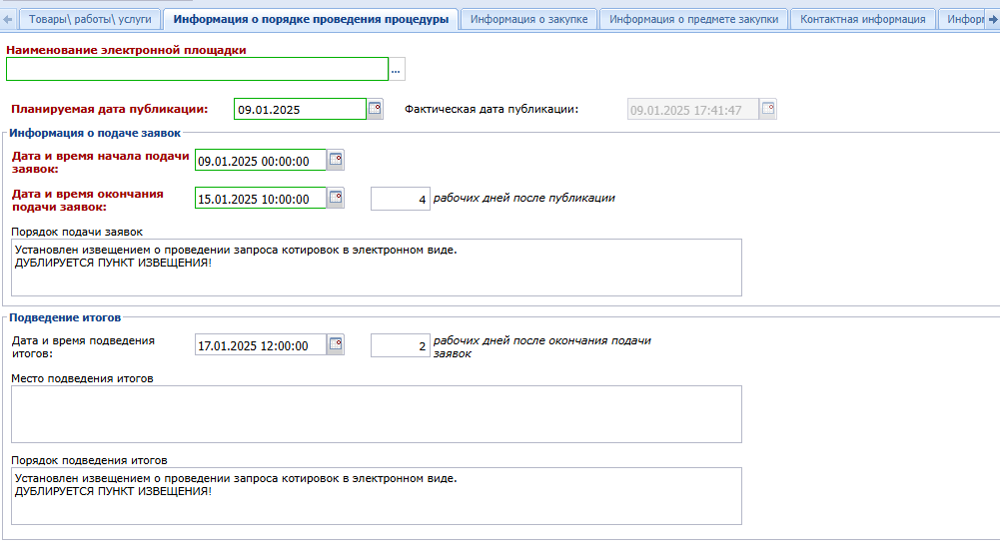 Товары\ работы\ услуги
Информация о порядке проведения процедуры
Информация о закупке
Информация о предмете закупки
Контактная информация
Инфор
Наименование электронной площадки
...
Планируемая дата публикации:
09.01.2025
Фактическая дата публикации:
09.01.2025 17:41:47
Информация о подаче заявок
Дата и время начала подачи
заявок:
09.01.2025 00:00:00
Дата и время окончания
подачи заявок:
15.01.2025 10:00:00
4
рабочих дней после публикации
Порядок подачи заявок
Установлен извещением о проведении запроса котировок в электронном виде.
ДУБЛИРУЕТСЯ ПУНКТ ИЗВЕЩЕНИЯ!
Подведение итогов
Дата и время подведения
итогов:
17.01.2025 12:00:00
2
рабочих дней после окончания подачи
заявок
Место подведения итогов
Порядок подведения итогов
Установлен извещением о проведении запроса котировок в электронном виде.
ДУБЛИРУЕТСЯ ПУНКТ ИЗВЕЩЕНИЯ!